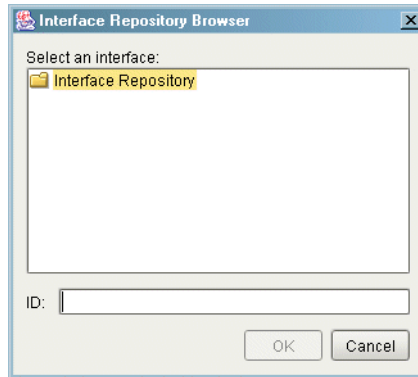 Interface Repository Browser
Select an interface:
Interface Repository
ID:
OK Cancel